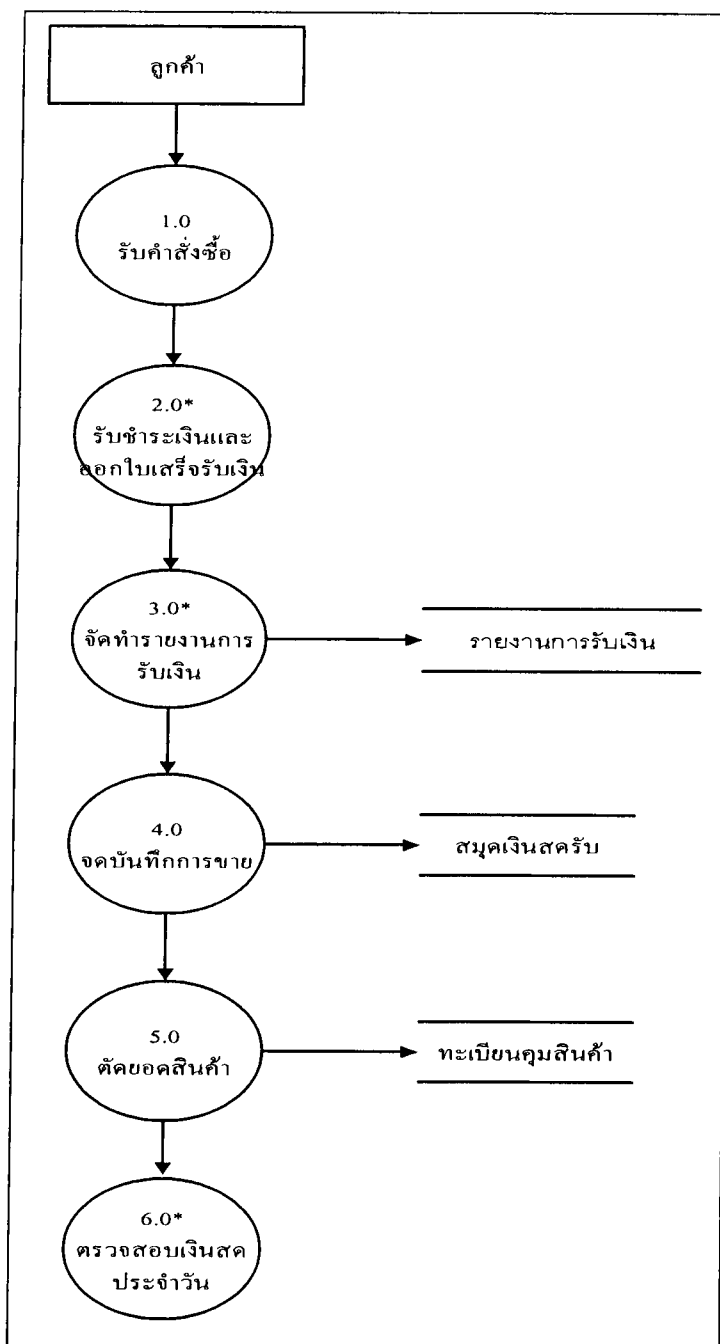 ลูกค้า
1.0
รับคำสั่งซื้อ
2.0*
รับชำระเงินและ
ออกใบเสร็จรับเงิน
3.0*
จัดทำรายงานการ
รับเงิน
รายงานการรับเงิน
4.0
จดบันทึกการขาย
สมุดเงินสดรับ
5.0
ตัดยอดสินค้า
ทะเบียนคุมสินค้า
6.0*
ตรวจสอบเงินสด
ประจำวัน